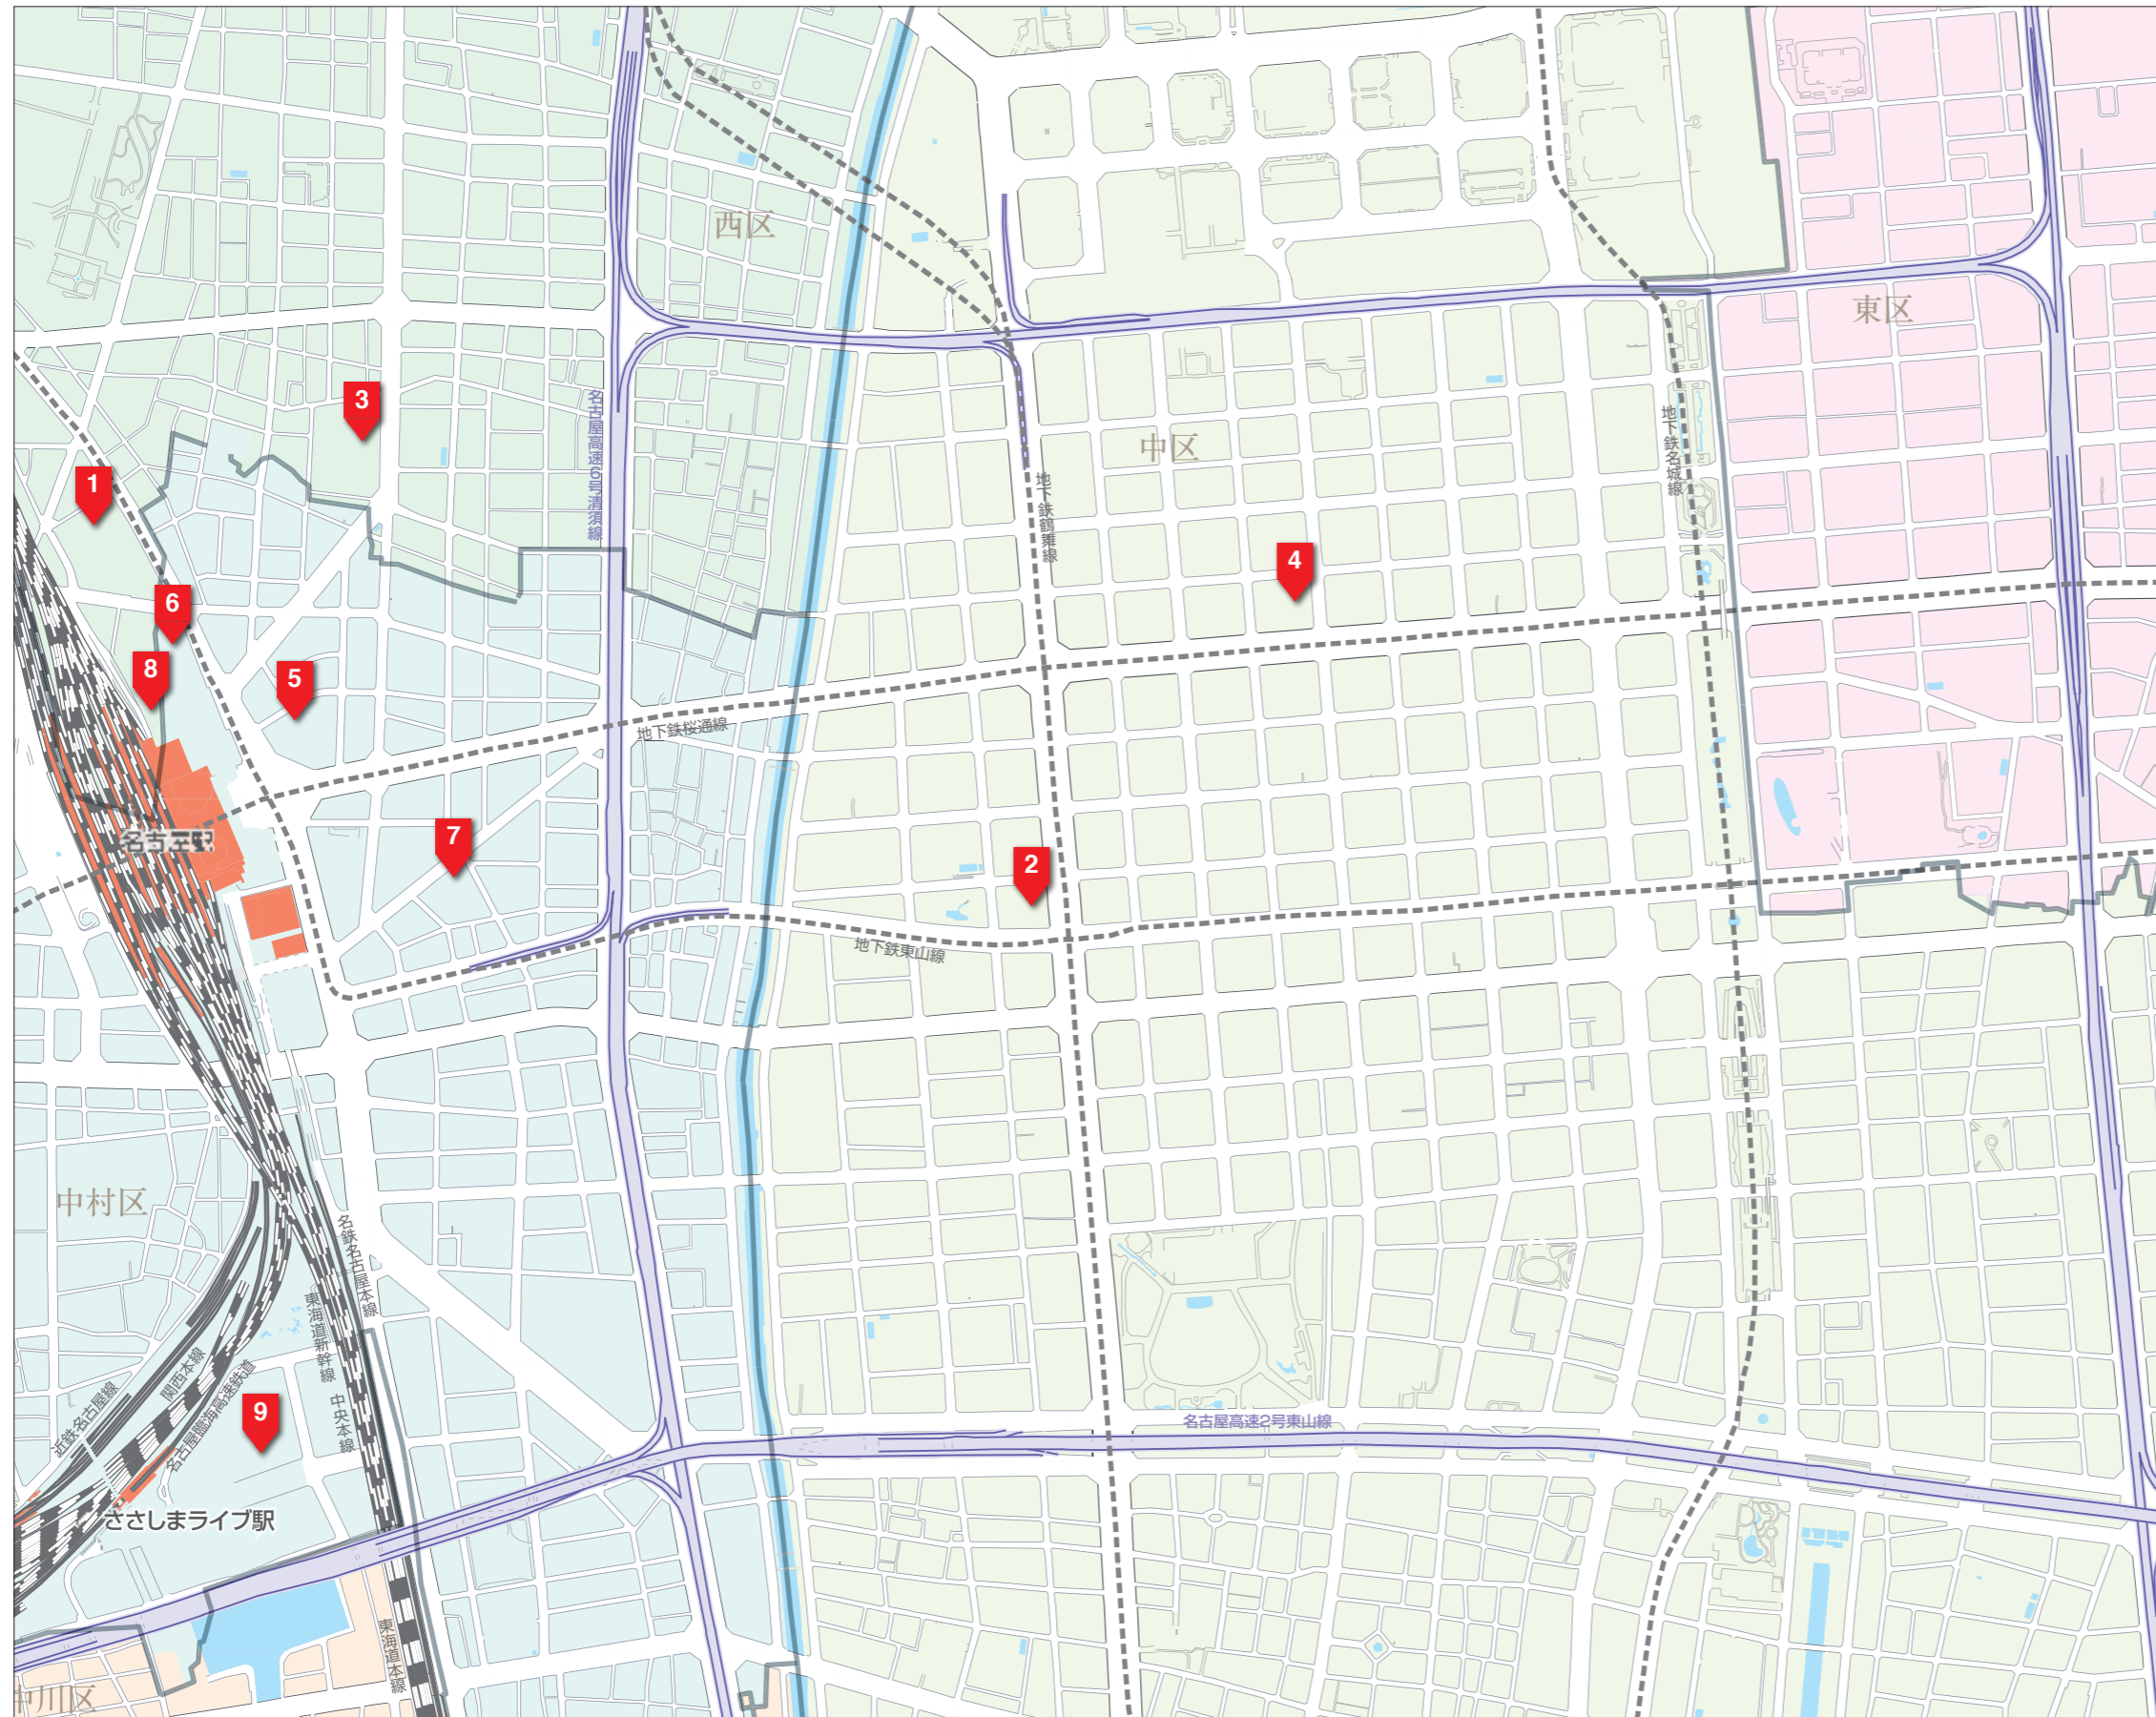 西区
東区
3
名古屋高速6号清須線
中区
地下鉄名城線
地下鉄鶴舞線
1
4
6
8
5
地下鉄桜通線
名古屋駅
7
2
地下鉄東山線
中村区
名鉄名古屋本線
東海道新幹線
関西本線
近鉄名古屋線
名古屋臨海高速鉄道
中央本線
9
名古屋高速2号東山線
ささしまライブ駅
東海道本線
中川区